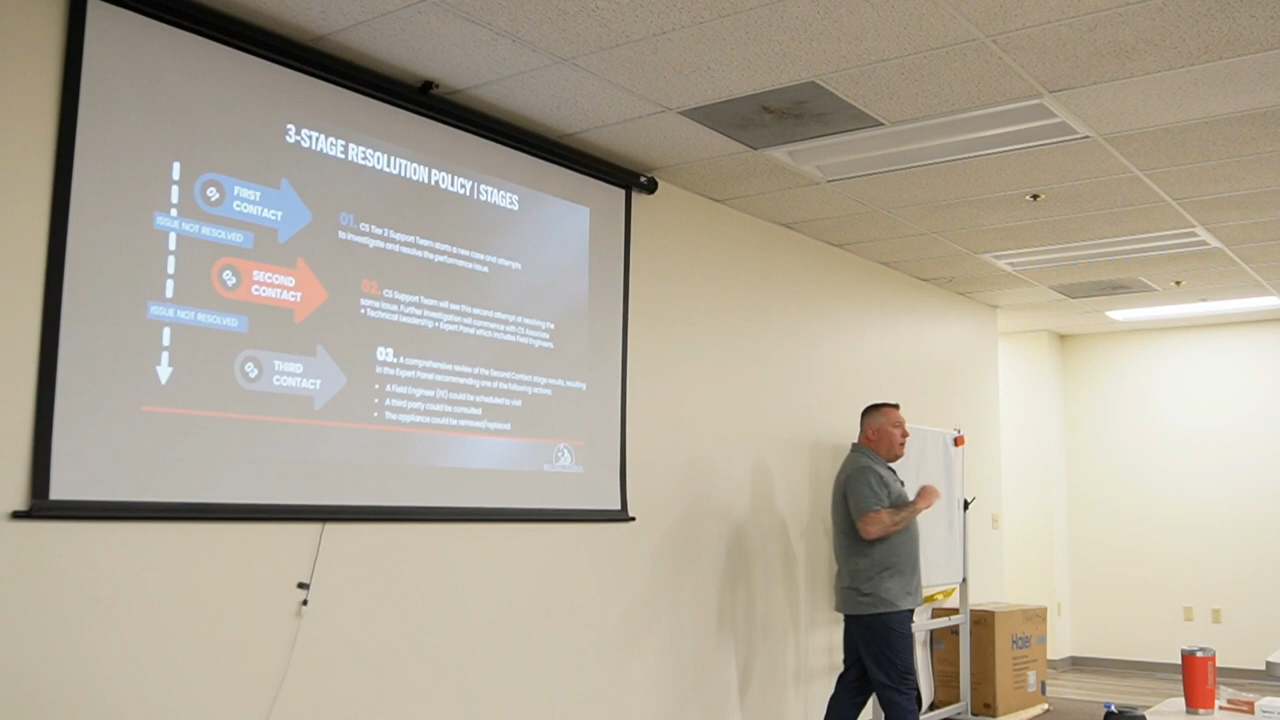 3-STAGE RESOLUTION POLICY | STAGES
01
FIRST
CONTACT
ISSUE NOT RESOLVED
01. CS Tier 2 Support Team starts a new case and attempts
to investigate and resolve the performance issue.
02
SECOND
CONTACT
ISSUE NOT RESOLVED
02. CS Support Team will see this second attempt at resolving the
same issue. Further investigation will commence with CS Associate
+ Technical Leadership + Expert Panel which includes Field Engineers.
03
THIRD
CONTACT
03. A comprehensive review of the Second Contact stage results, resulting
in the Expert Panel recommending one of the following actions:
• A Field Engineer (FE) could be scheduled to visit
• A third party could be consulted
• The appliance could be removed/replaced
Haier